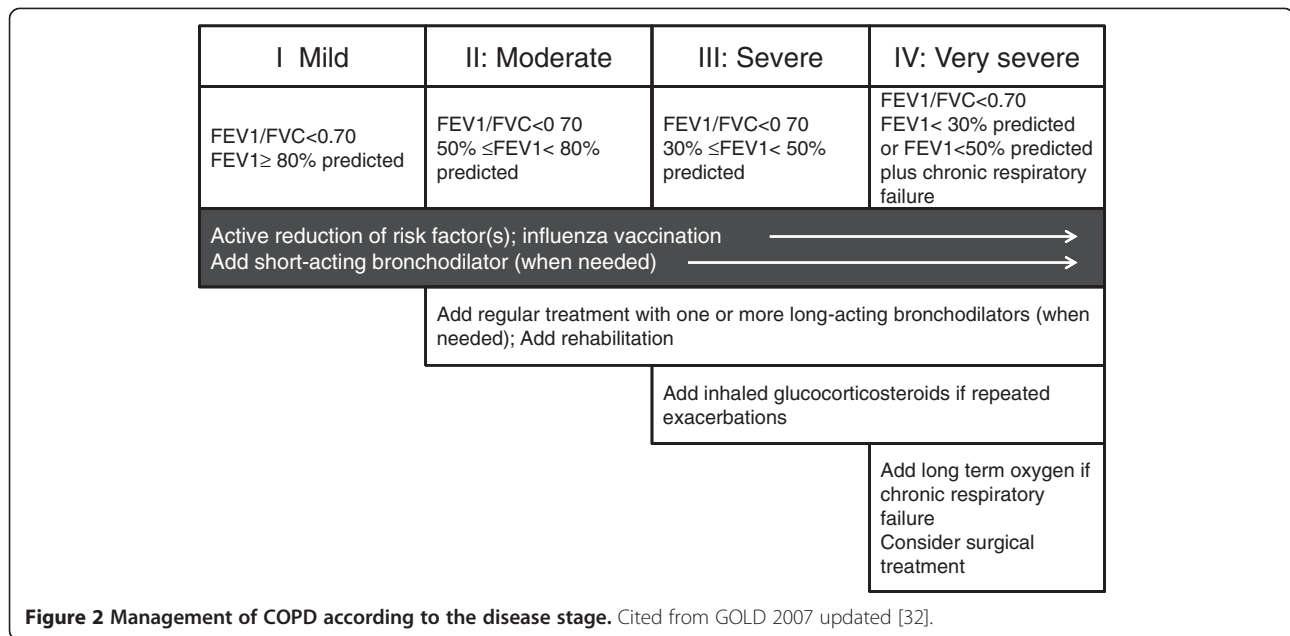 I Mild
II: Moderate
III: Severe
IV: Very severe
FEV1/FVC<0.70
FEV1≥ 80% predicted
FEV1/FVC<0 70
50% ≤FEV1< 80%
predicted
FEV1/FVC<0 70
30% ≤FEV1< 50%
predicted
FEV1/FVC<0.70
FEV1< 30% predicted
or FEV1<50% predicted
plus chronic respiratory
failure
Active reduction of risk factor(s); influenza vaccination
Add short-acting bronchodilator (when needed)
Add regular treatment with one or more long-acting bronchodilators (when
needed); Add rehabilitation
Add inhaled glucocorticosteroids if repeated
exacerbations
Add long term oxygen if
chronic respiratory
failure
Consider surgical
treatment
Figure 2 Management of COPD according to the disease stage. Cited from GOLD 2007 updated [32].